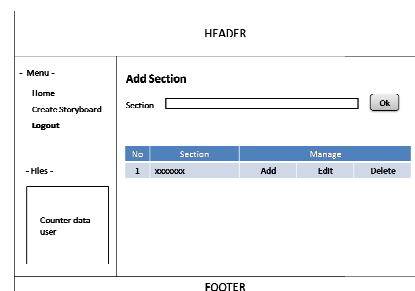 HEADER
- Menu -
Home
Create Storyboard
Logout
- Files -
Counter data
user
Add Section
Section
Ok
No Section Manage
1 xxxxxxx Add Edit Delete
FOOTER